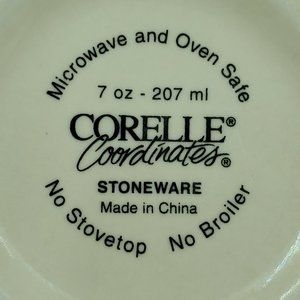 Microwave and Oven Safe
7 oz - 207 ml
CORELLE®
Coordinates®
STONEWARE
Made in China
No Stovetop No Broiler